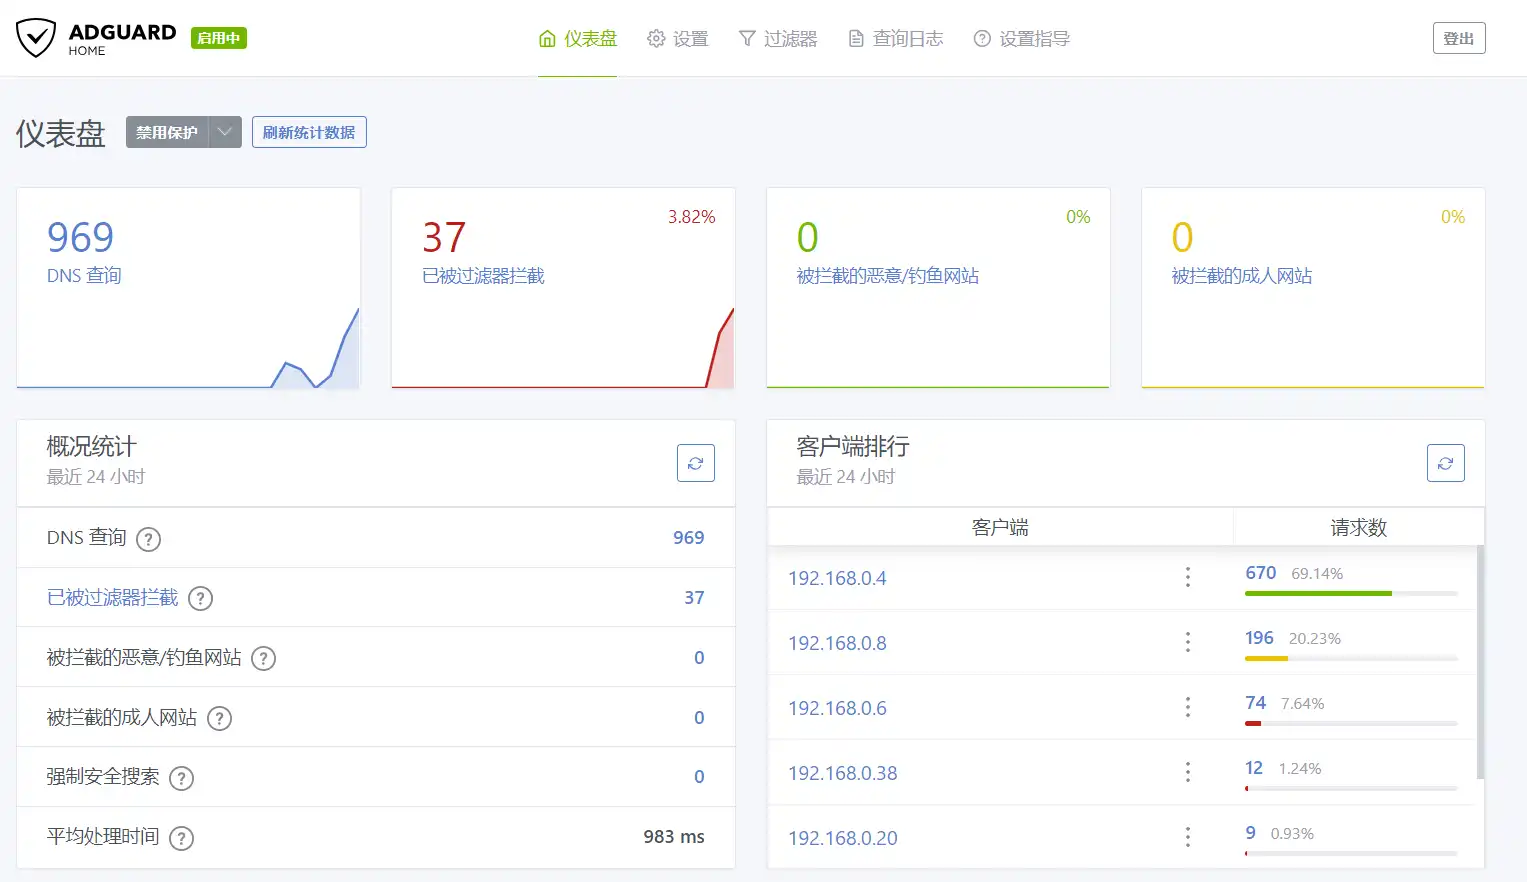 ADGUARD
HOME
启用中
仪表盘
设置
过滤器
查询日志
设置指导
登出
仪表盘
禁用保护
刷新统计数据
969
DNS 查询
3.82%
37
已被过滤器拦截
0%
0
被拦截的恶意/钓鱼网站
0%
0
被拦截的成人网站
概况统计
最近 24 小时
DNS 查询 ? 969
已被过滤器拦截 ? 37
被拦截的恶意/钓鱼网站 ? 0
被拦截的成人网站 ? 0
强制安全搜索 ? 0
平均处理时间 ? 983 ms
客户端排行
最近 24 小时
客户端 请求数
192.168.0.4 670 69.14%
192.168.0.8 196 20.23%
192.168.0.6 74 7.64%
192.168.0.38 12 1.24%
192.168.0.20 9 0.93%